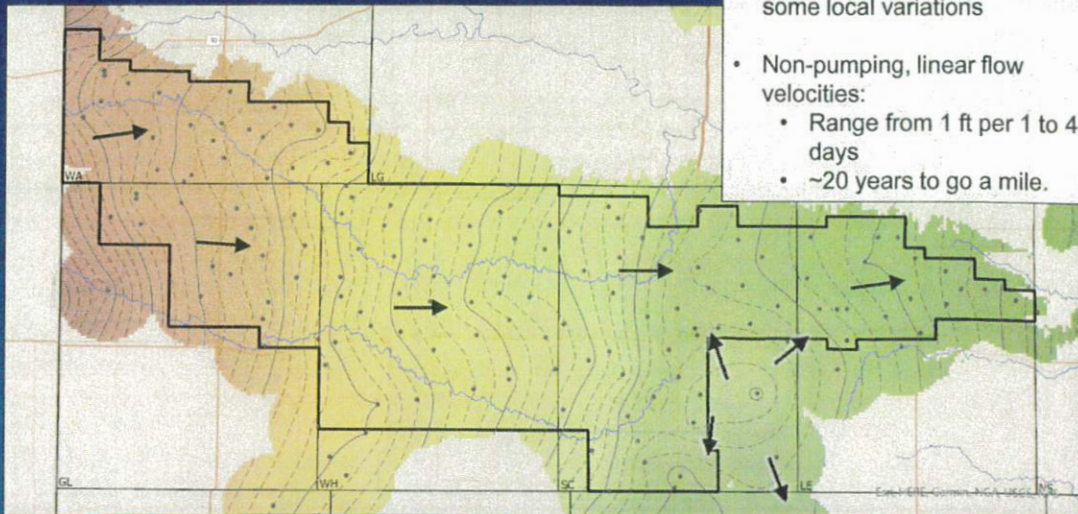 some local variations
• Non-pumping, linear flow
velocities:
• Range from 1 ft per 1 to 4
days
• ~20 years to go a mile.
WA
LG
GL
WH
SC
LE
NS